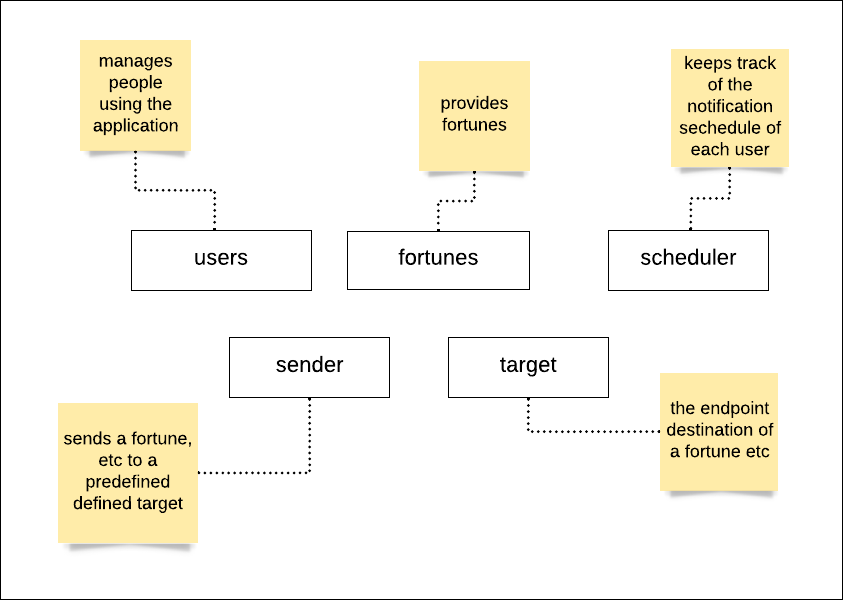 manages
people
using the
application
provides
fortunes
keeps track
of the
notification
sechedule of
each user
users
fortunes
scheduler
sender
target
sends a fortune,
etc to a
predefined
defined target
the endpoint
destination of
a fortune etc